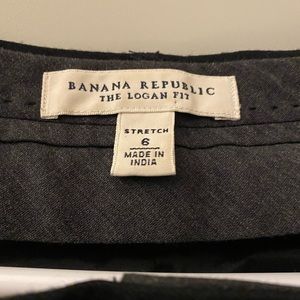 BANANA REPUBLIC
THE LOGAN FIT
STRETCH
6
MADE IN
INDIA